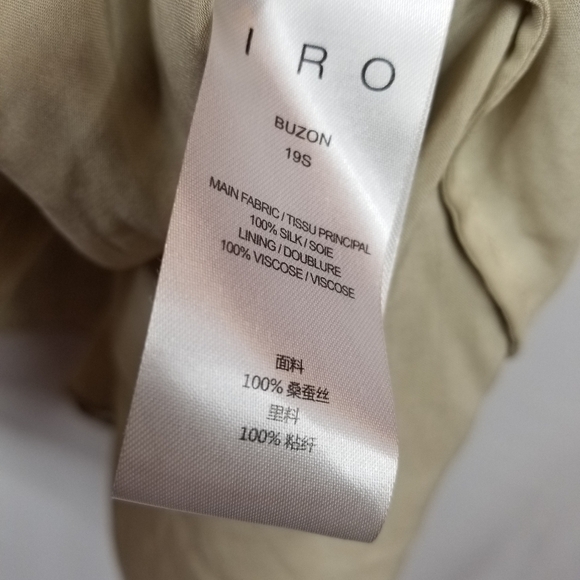 IRO
BUZON
19S
MAIN FABRIC / TISSU PRINCIPAL
100% SILK / SOIE
LINING / DOUBLURE
100% VISCOSE / VISCOSE
面料
100% 桑蚕丝
里料
100% 粘纤